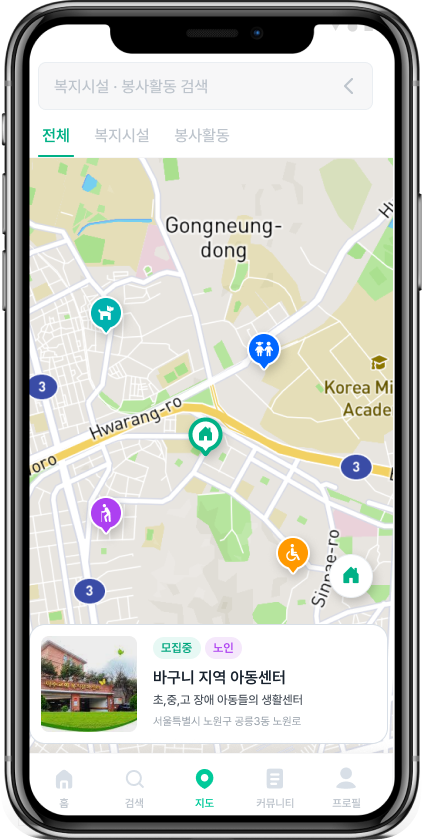 복지시설 · 봉사활동 검색
전체 복지시설 봉사활동
Gongneung-
dong
3
Korea Mi
Acade
Hwarang-ro
oro
3
3
모집중 노인
바구니 지역 아동센터
초,중,고 장애 아동들의 생활센터
서울특별시 노원구 공릉3동 노원로
홈 검색 지도 커뮤니티 프로필